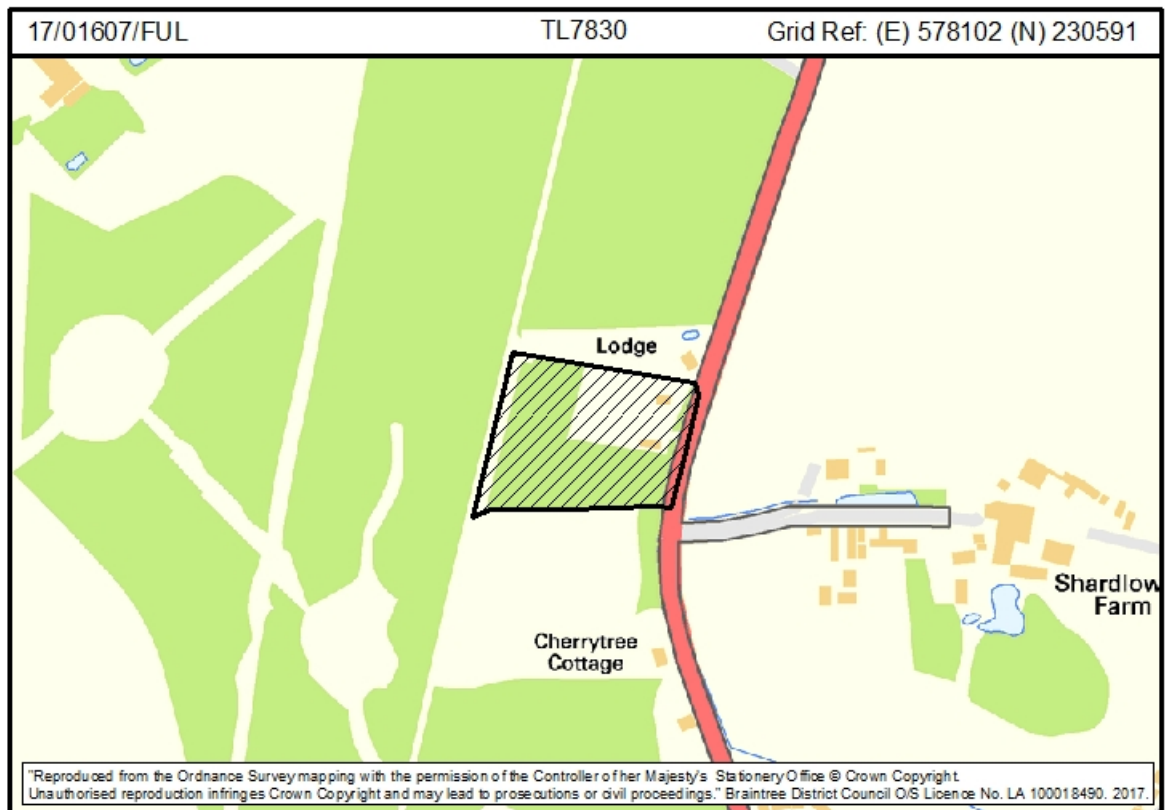 17/01607/FUL TL7830 Grid Ref: (E) 578102 (N) 230591
Lodge
Shardlow
Farm
Cherrytree
Cottage
"Reproduced from the Ordnance Survey mapping with the permission of the Controller of her Majesty's Stationery Office © Crown Copyright.
Unauthorised reproduction infringes Crown Copyright and may lead to prosecutions or civil proceedings." Braintree District Council O/S Licence No. LA 100018490. 2017.